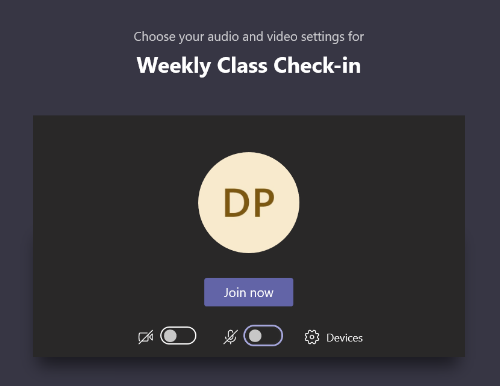 Choose your audio and video settings for
Weekly Class Check-in
DP
Join now
Devices